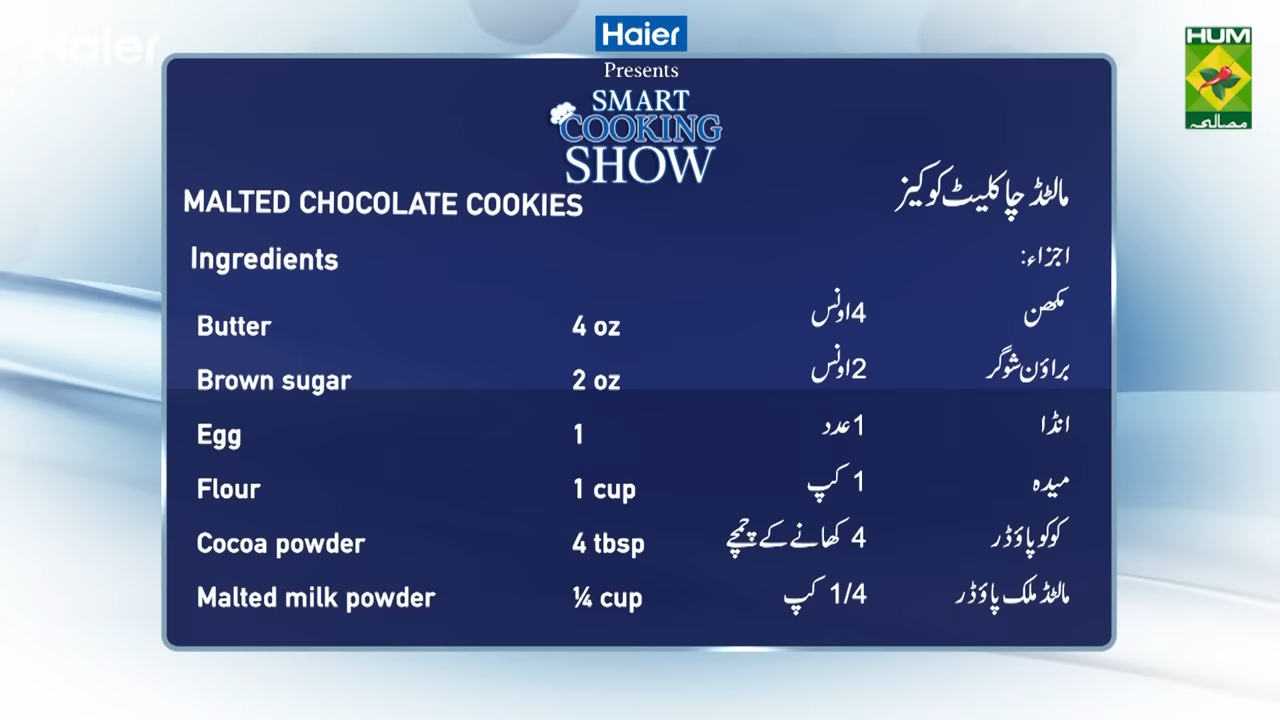 Haler
Haier
HUM
مصالحہ
Presents
SMART
COOKING
SHOW
MALTED CHOCOLATE COOKIES مالٹڈ چاکلیٹ کوکیز
Ingredients اجزاء:
Butter 4 oz 4اونس مکھن
Brown sugar 2 oz 2اونس براؤن شوگر
Egg 1 1عدد انڈا
Flour 1 cup 1 کپ میدہ
Cocoa powder 4 tbsp 4 کھانے کے چمچے کوکو پاؤڈر
Malted milk powder ¼ cup 1/4 کپ مالٹڈ ملک پاؤڈر